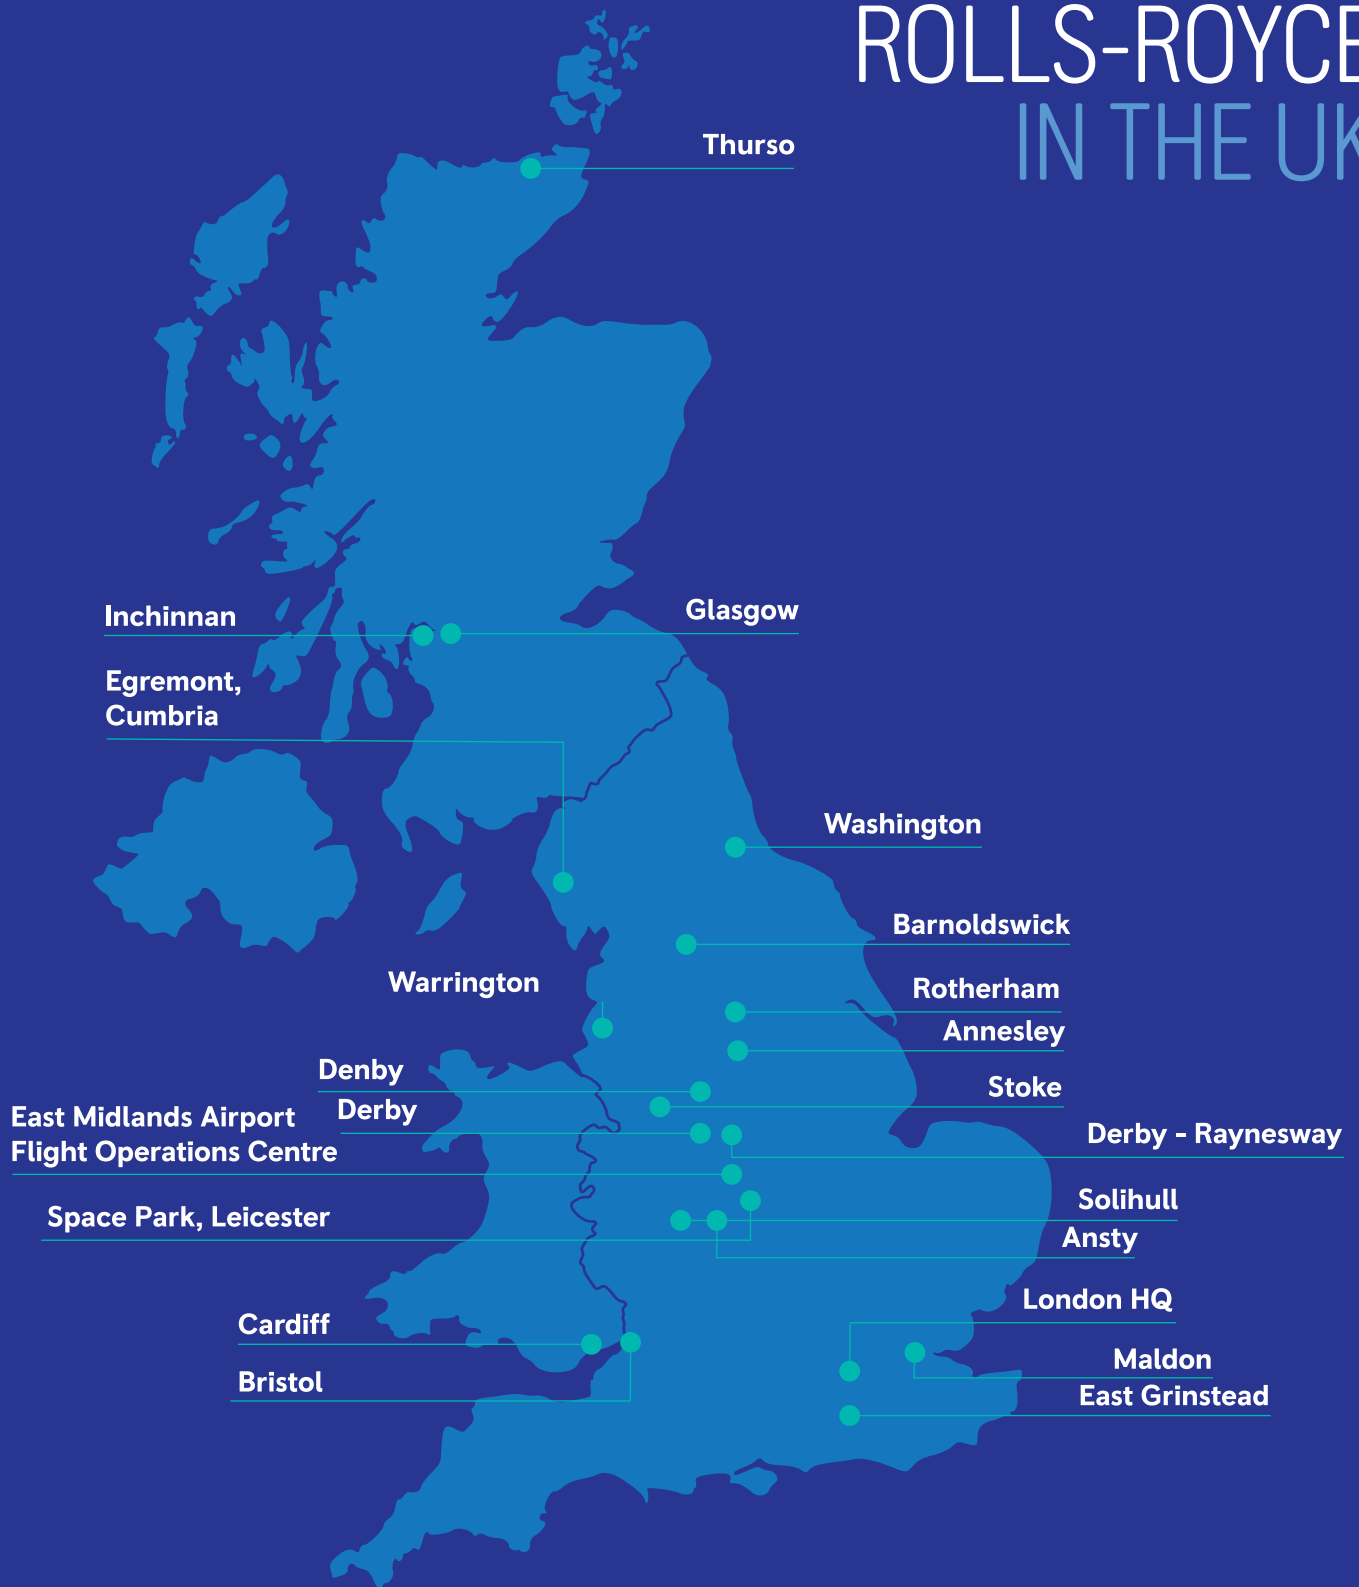 ROLLS-ROYCE
IN THE UK
Thurso
Inchinnan
Glasgow
Egremont,
Cumbria
Washington
Barnoldswick
Warrington
Rotherham
Annesley
Denby
Stoke
Derby
East Midlands Airport
Flight Operations Centre
Derby - Raynesway
Space Park, Leicester
Solihull
Ansty
London HQ
Cardiff
Maldon
Bristol
East Grinstead